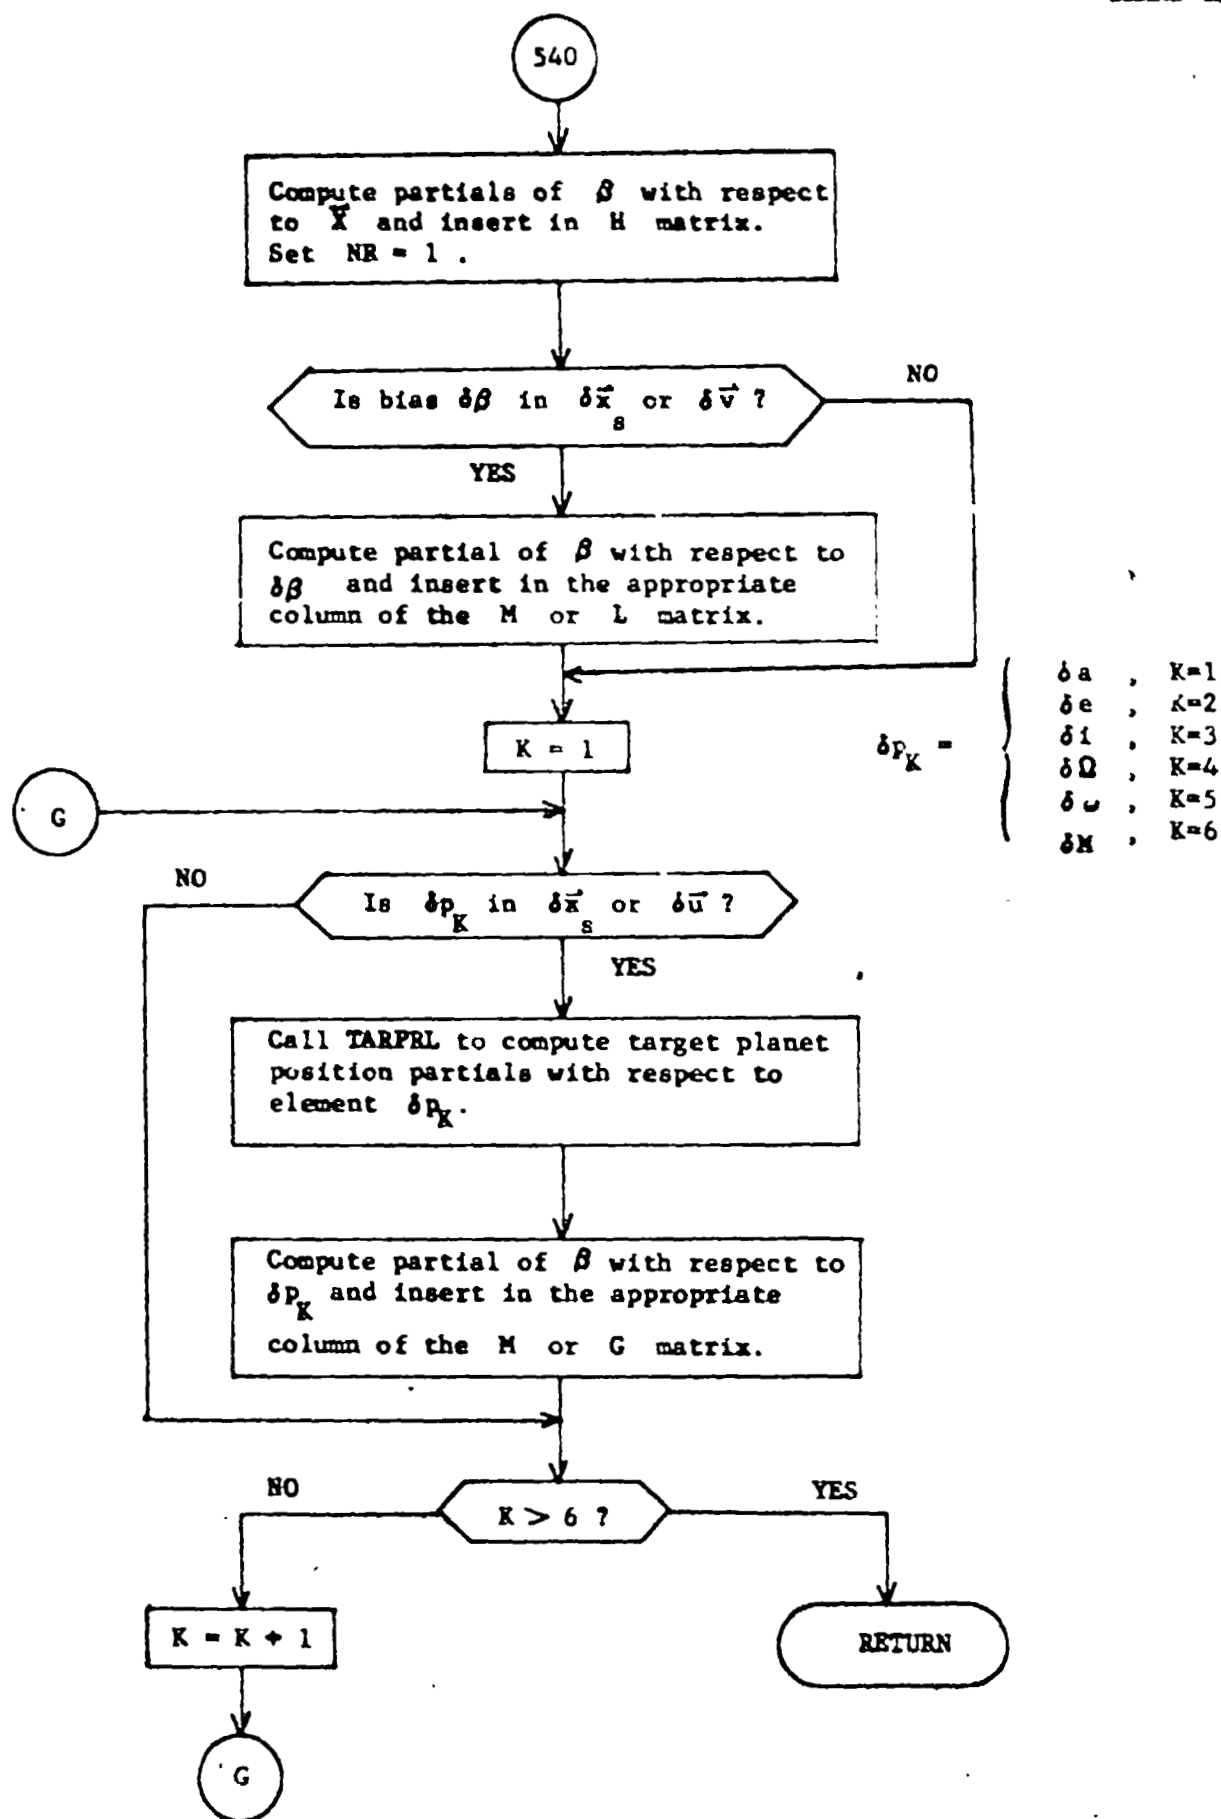 540
Compute partials of β with respect
to X⃗ and insert in H matrix.
Set NR = 1 .
Is bias δβ in δx⃗s or δv⃗ ?
NO
YES
Compute partial of β with respect to
δβ and insert in the appropriate
column of the M or L matrix.
K = 1
δpK =
δa , K=1
δe , K=2
δi , K=3
δΩ , K=4
δω , K=5
δM , K=6
G
NO
Is δpK in δx⃗s or δu⃗ ?
YES
Call TARPRL to compute target planet
position partials with respect to
element δpK.
Compute partial of β with respect to
δpK and insert in the appropriate
column of the M or G matrix.
NO
K > 6 ?
YES
K = K + 1
RETURN
G